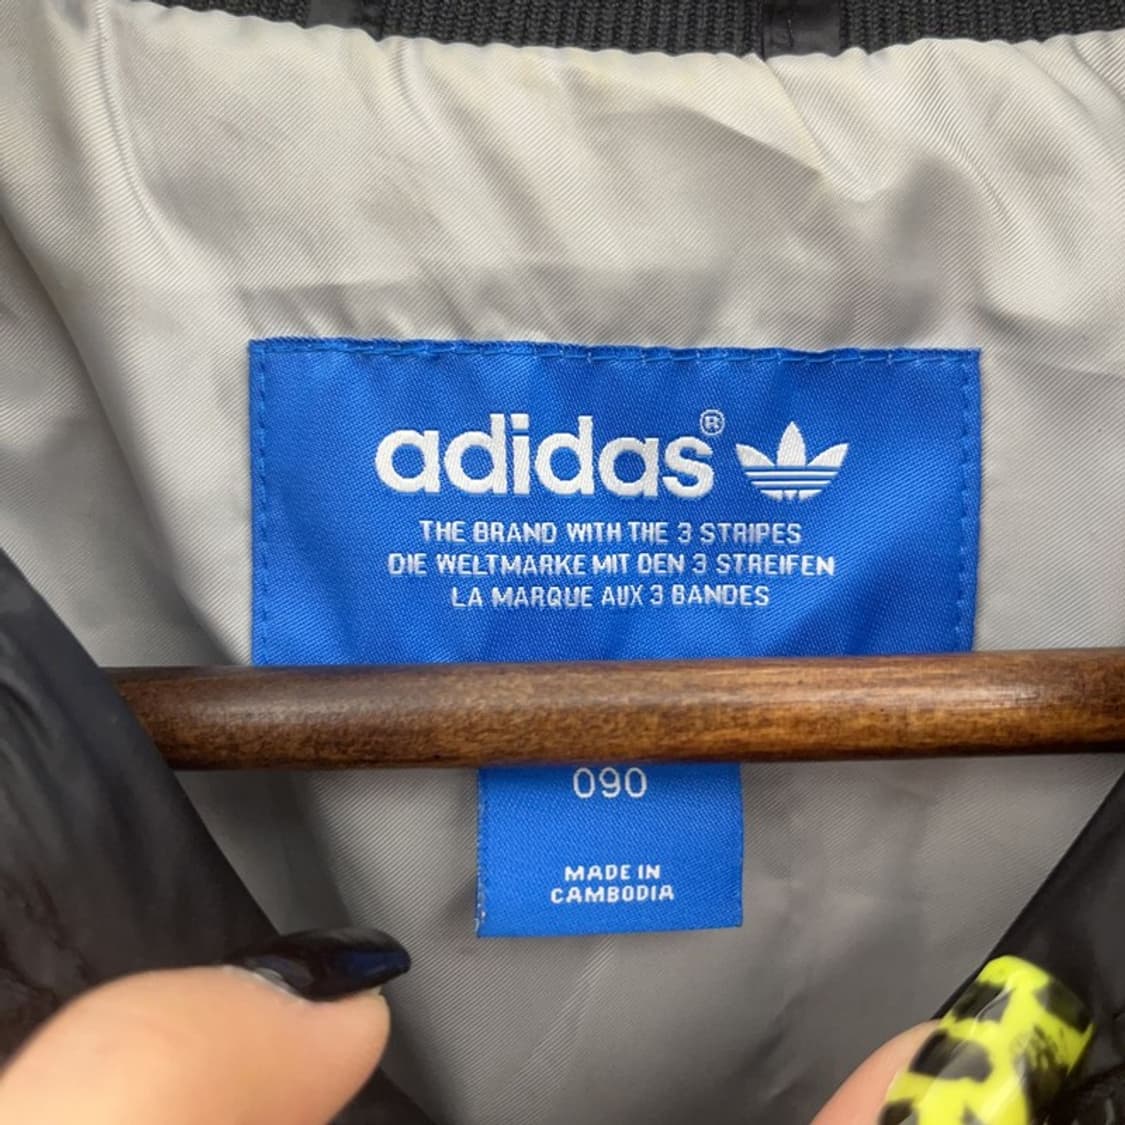 adidas®
THE BRAND WITH THE 3 STRIPES
DIE WELTMARKE MIT DEN 3 STREIFEN
LA MARQUE AUX 3 BANDES
090
MADE IN
CAMBODIA